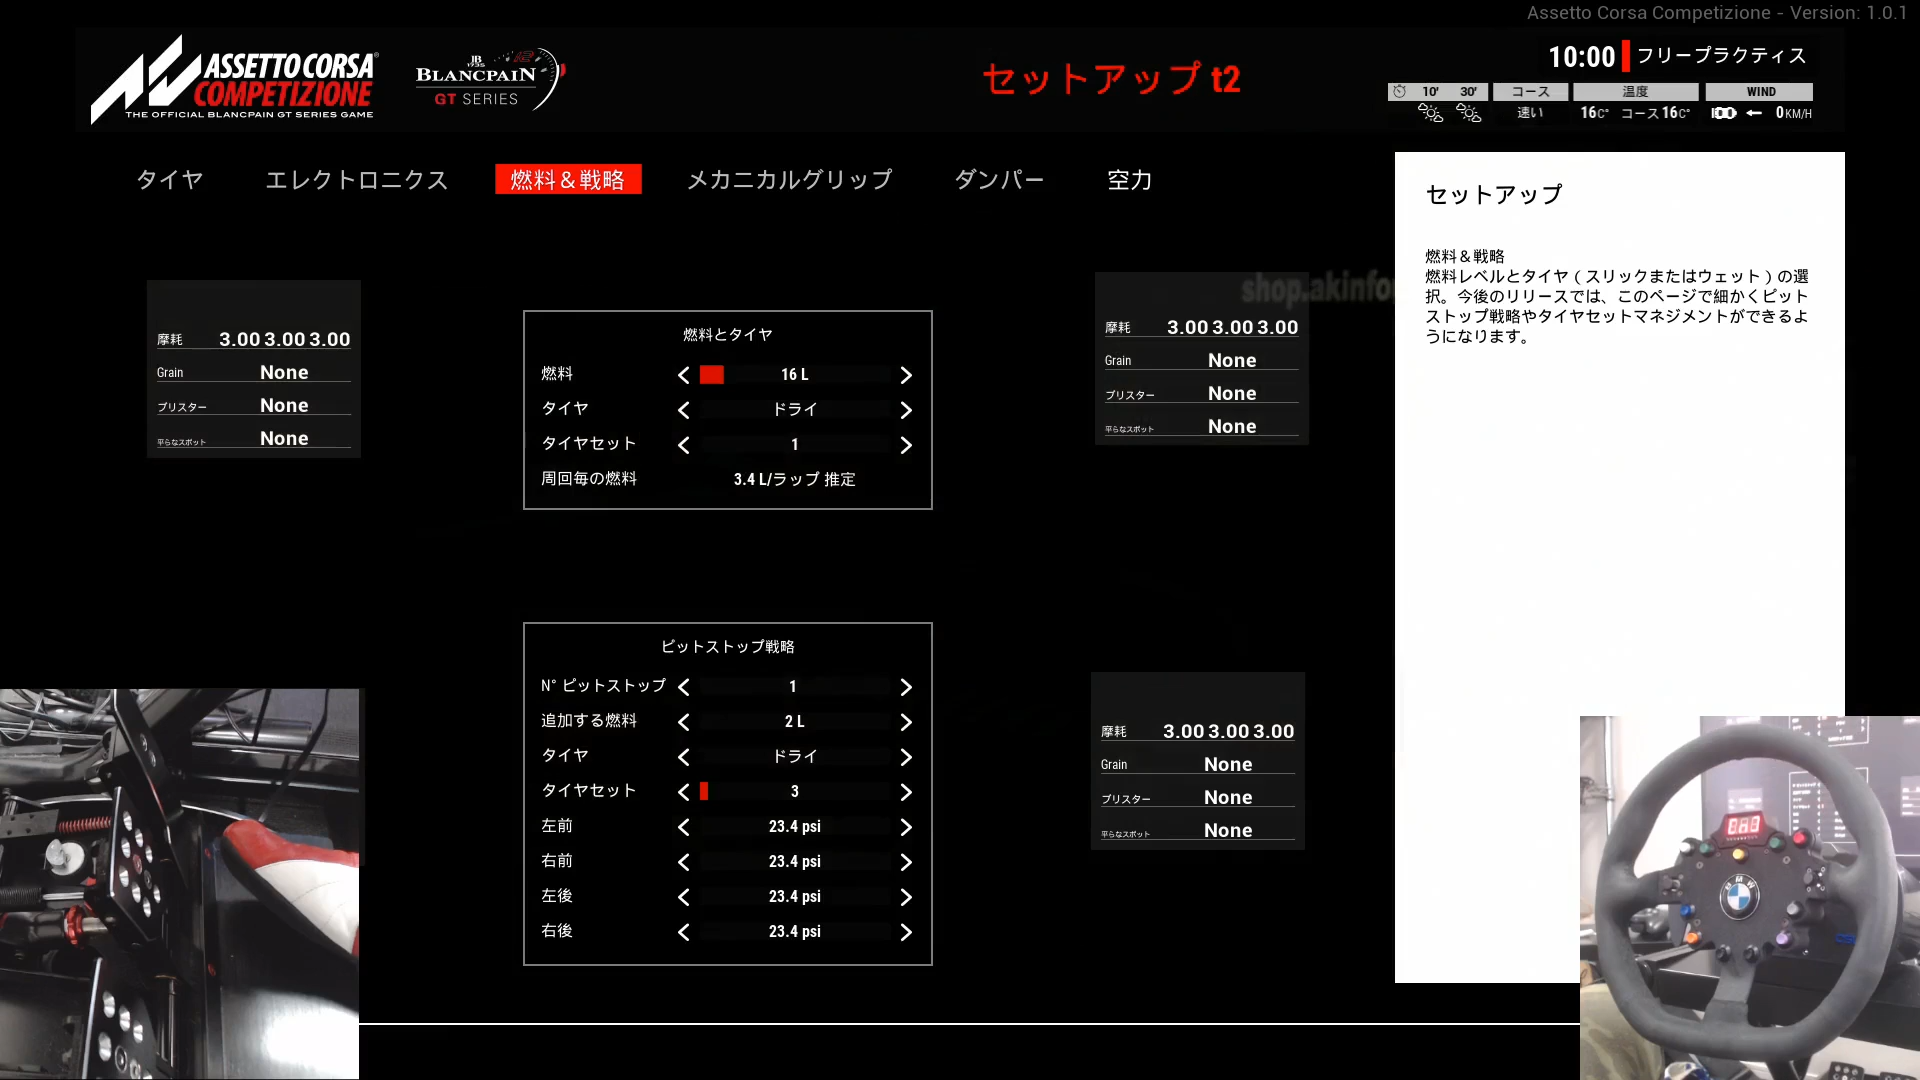 Assetto Corsa Competizione - Version: 1.0.1
ASSETTO CORSA
COMPETIZIONE
THE OFFICIAL BLANCPAIN GT SERIES GAME
JB
1735
BLANCPAIN
GT SERIES
セットアップ t2
10:00 フリープラクティス
10' 30' コース 温度 WIND
速い 16C° コース 16C° 0 KM/H
タイヤ エレクトロニクス 燃料＆戦略 メカニカルグリップ ダンパー 空力
摩耗 3.00 3.00 3.00
Grain None
ブリスター None
平らなスポット None
燃料とタイヤ
燃料 16 L
タイヤ ドライ
タイヤセット 1
周回毎の燃料 3.4 L/ラップ 推定
shop.akinfo
摩耗 3.00 3.00 3.00
Grain None
ブリスター None
平らなスポット None
セットアップ
燃料＆戦略
燃料レベルとタイヤ（スリックまたはウェット）の選
択。今後のリリースでは、このページで細かくピット
ストップ戦略やタイヤセットマネジメントができるよ
うになります。
ピットストップ戦略
N° ピットストップ 1
追加する燃料 2 L
タイヤ ドライ
タイヤセット 3
左前 23.4 psi
右前 23.4 psi
左後 23.4 psi
右後 23.4 psi
摩耗 3.00 3.00 3.00
Grain None
ブリスター None
平らなスポット None
BMW